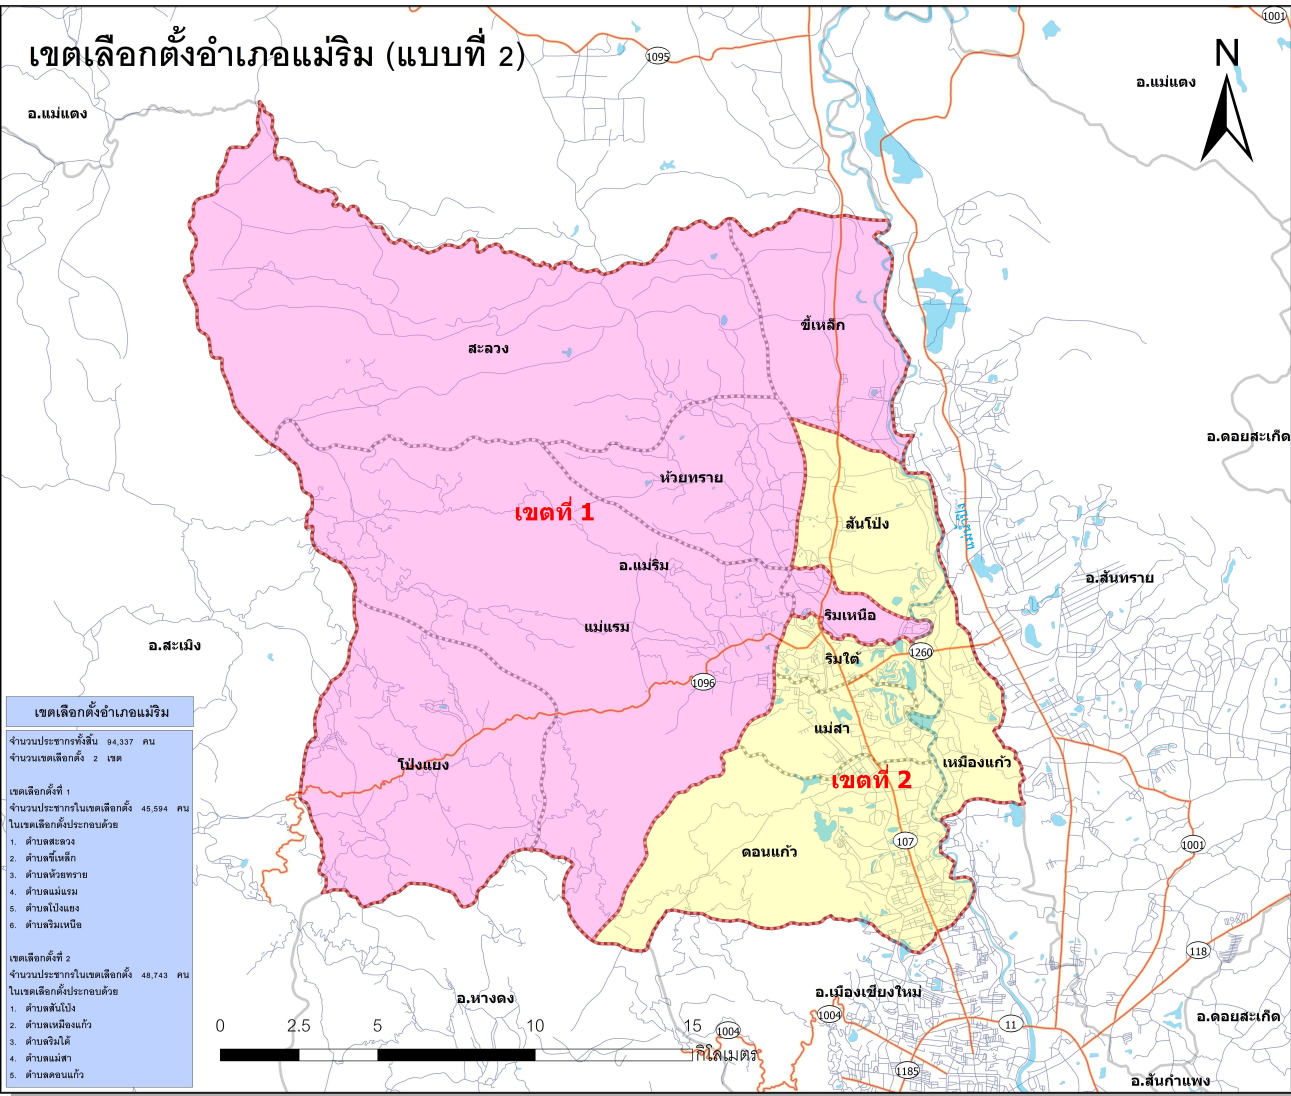 เขตเลือกตั้งอำเภอแม่ริม (แบบที่ 2)
1001
1095
N
อ.แม่แตง
อ.แม่แตง
ขี้เหล็ก
สะลวง
อ.ดอยสะเก็ด
ห้วยทราย
เขตที่ 1
สันโป่ง
แม่น้ำปิง
อ.แม่ริม
อ.สันทราย
ริมเหนือ
แม่แรม
อ.สะเมิง
ริมใต้
1260
1096
แม่สา
โป่งแยง
เหมืองแก้ว
เขตที่ 2
107
1001
ดอนแก้ว
118
อ.หางดง
อ.เมืองเชียงใหม่
1004
1004
11
อ.ดอยสะเก็ด
1185
อ.สันกำแพง
0 2.5 5 10 15
กิโลเมตร
เขตเลือกตั้งอำเภอแม่ริม
จำนวนประชากรทั้งสิ้น 94,337 คน
จำนวนเขตเลือกตั้ง 2 เขต
เขตเลือกตั้งที่ 1
จำนวนประชากรในเขตเลือกตั้ง 45,594 คน
ในเขตเลือกตั้งประกอบด้วย
1. ตำบลสะลวง
2. ตำบลขี้เหล็ก
3. ตำบลห้วยทราย
4. ตำบลแม่แรม
5. ตำบลโป่งแยง
6. ตำบลริมเหนือ
เขตเลือกตั้งที่ 2
จำนวนประชากรในเขตเลือกตั้ง 48,743 คน
ในเขตเลือกตั้งประกอบด้วย
1. ตำบลสันโป่ง
2. ตำบลเหมืองแก้ว
3. ตำบลริมใต้
4. ตำบลแม่สา
5. ตำบลดอนแก้ว